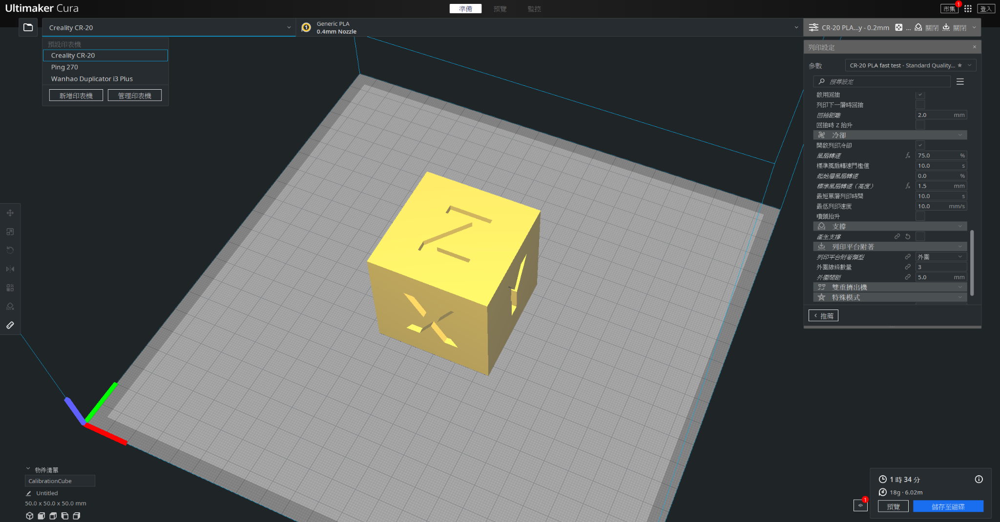 Ultimaker Cura
準備
預覽
監控
市集
1
登入
Creality CR-20
1
Generic PLA
0.4mm Nozzle
CR-20 PLA...y - 0.2mm
...
關閉
關閉
預設印表機
Creality CR-20
Ping 270
Wanhao Duplicator i3 Plus
新增印表機
管理印表機
列印設定
參數
CR-20 PLA fast test - Standard Quality...
搜尋設定
啟用回抽
列印下一層時回抽
回抽距離
2.0 mm
回抽時 Z 抬升
冷卻
開啟列印冷卻
風扇轉速
75.0 %
標準風扇轉速門檻值
10.0 s
起始層風扇轉速
0.0 %
標準風扇轉速（高度）
1.5 mm
最短單層列印時間
10.0 s
最低列印速度
10.0 mm/s
噴頭抬升
支撐
產生支撐
列印平台附著
列印平台附著類型
外圍
外圍線條數量
3
外圍間距
5.0 mm
雙重擠出機
特殊模式
推薦
Z
X
物件清單
CalibrationCube
Untitled
50.0 x 50.0 x 50.0 mm
1 時 34 分
18g · 6.02m
1
預覽
儲存至磁碟